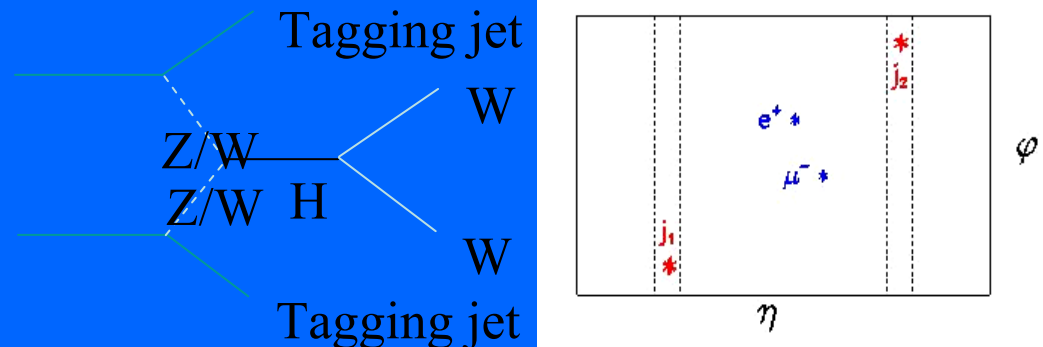 Tagging jet
W
Z/W
Z/W
H
W
Tagging jet
j₂
e⁺
μ⁻
φ
j₁
η